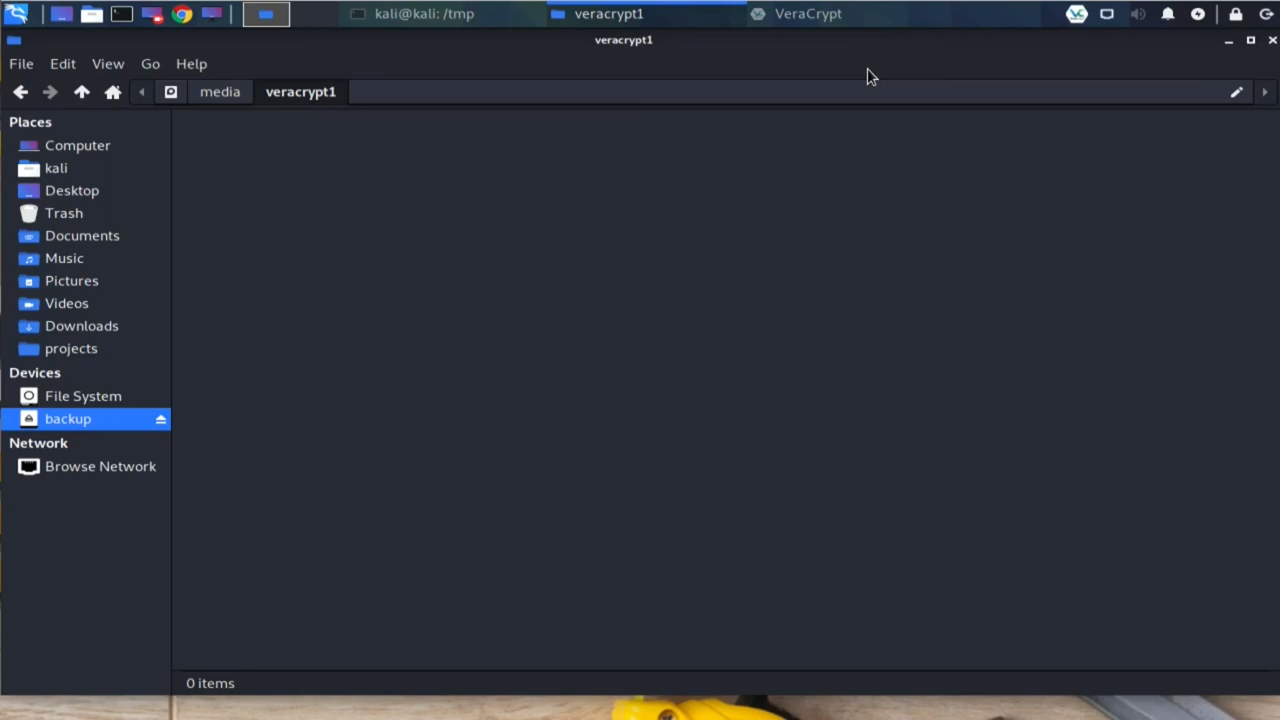 kali@kali: /tmp
veracrypt1
VeraCrypt
veracrypt1
File Edit View Go Help
media veracrypt1
Places
Computer
kali
Desktop
Trash
Documents
Music
Pictures
Videos
Downloads
projects
Devices
File System
backup
Network
Browse Network
0 items